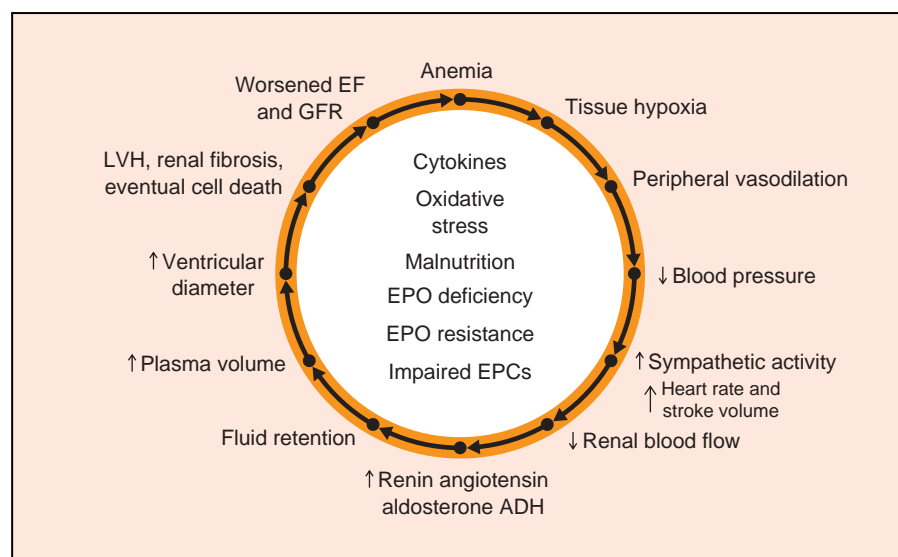 Anemia
Tissue hypoxia
Peripheral vasodilation
↓ Blood pressure
↑ Sympathetic activity
↑ Heart rate and
stroke volume
↓ Renal blood flow
↑ Renin angiotensin
aldosterone ADH
Fluid retention
↑ Plasma volume
↑ Ventricular
diameter
LVH, renal fibrosis,
eventual cell death
Worsened EF
and GFR
Cytokines
Oxidative
stress
Malnutrition
EPO deficiency
EPO resistance
Impaired EPCs